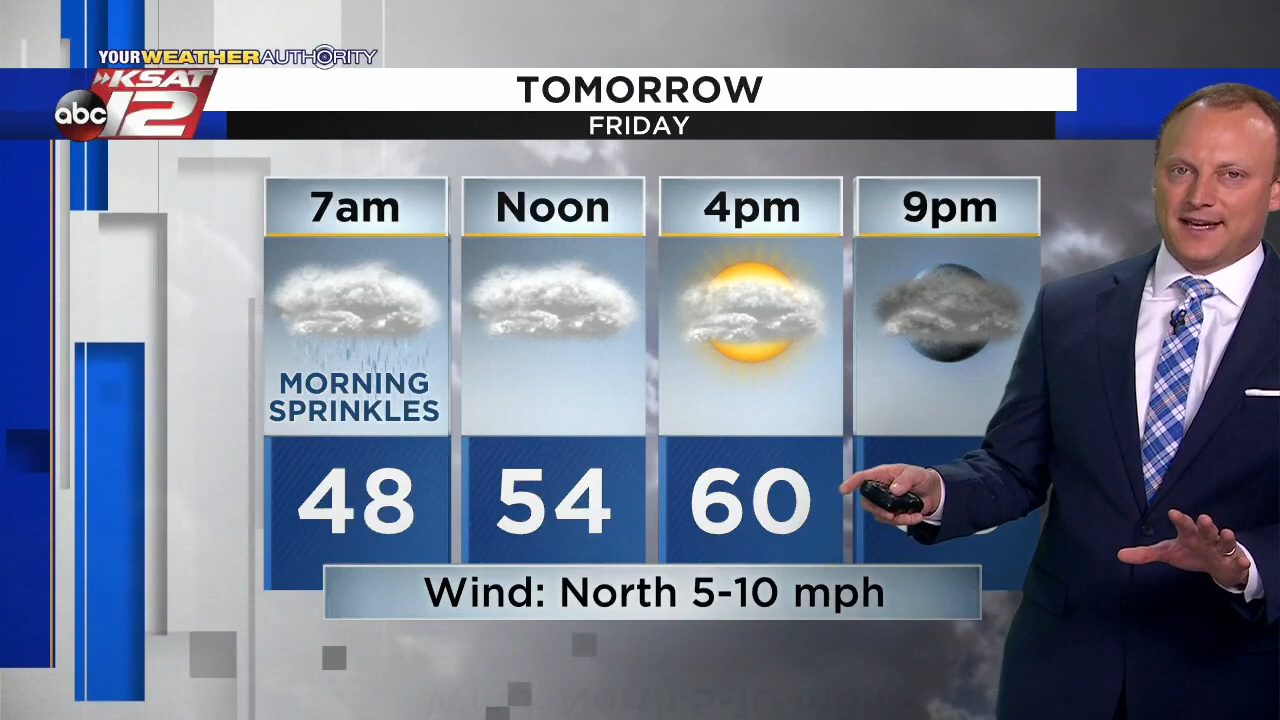 YOUR WEATHER AUTHORITY
KSAT
abc 12
TOMORROW
FRIDAY
7am Noon 4pm 9pm
MORNING
SPRINKLES
48 54 60
Wind: North 5-10 mph